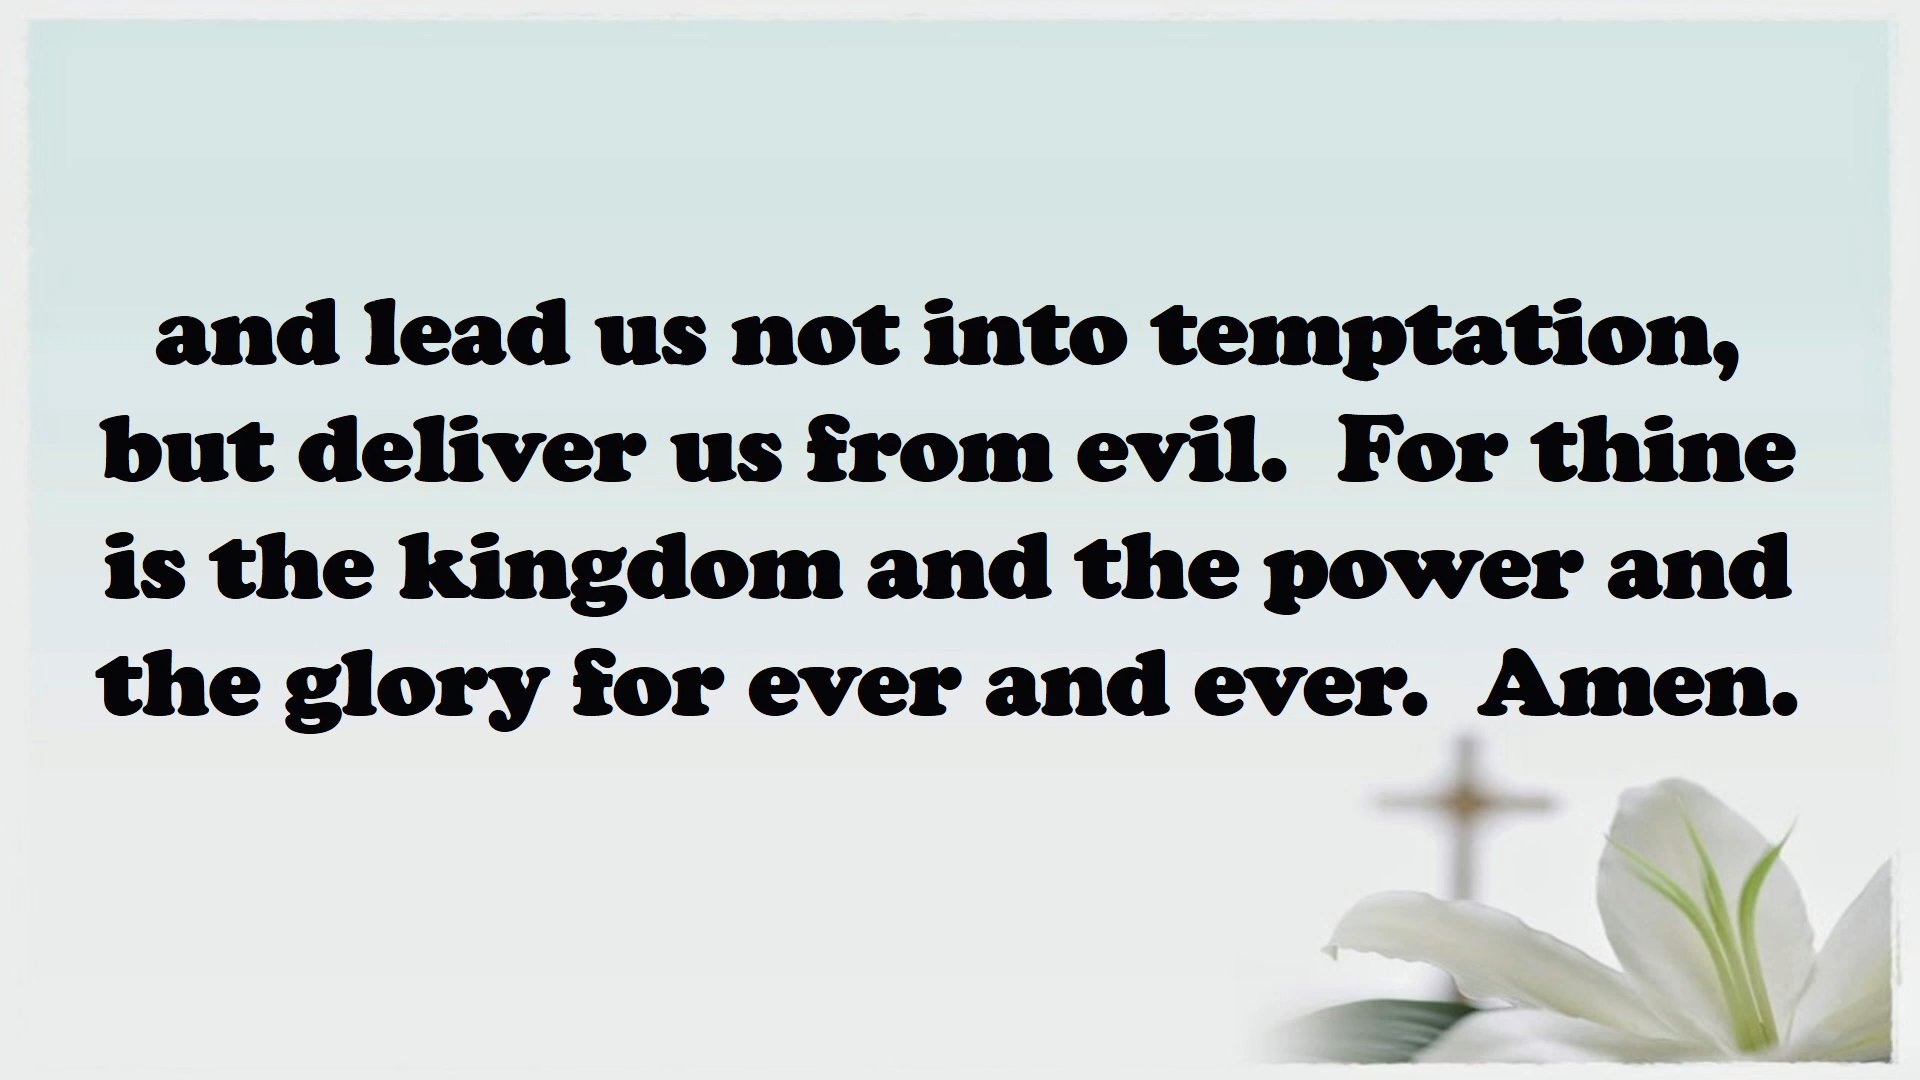 and lead us not into temptation,
but deliver us from evil.  For thine
is the kingdom and the power and
the glory for ever and ever.  Amen.